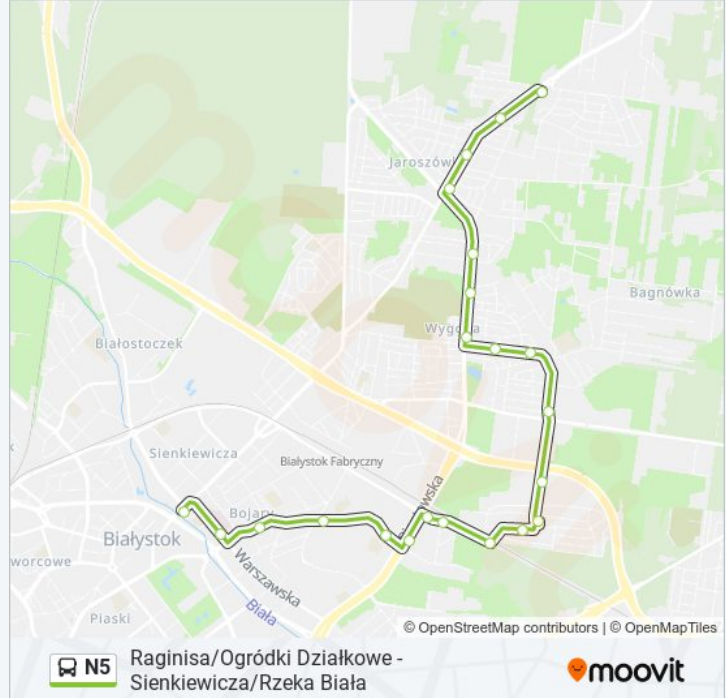 Jaroszówka
Bagnówka
Wygoda
Białostoczek
Sienkiewicza
Białystok Fabryczny
Bojary
Białystok
worcowe
Warszawska
Piaski
Biała
© OpenStreetMap contributors | © OpenMapTiles
N5
Raginisa/Ogródki Działkowe -
Sienkiewicza/Rzeka Biała
moovit